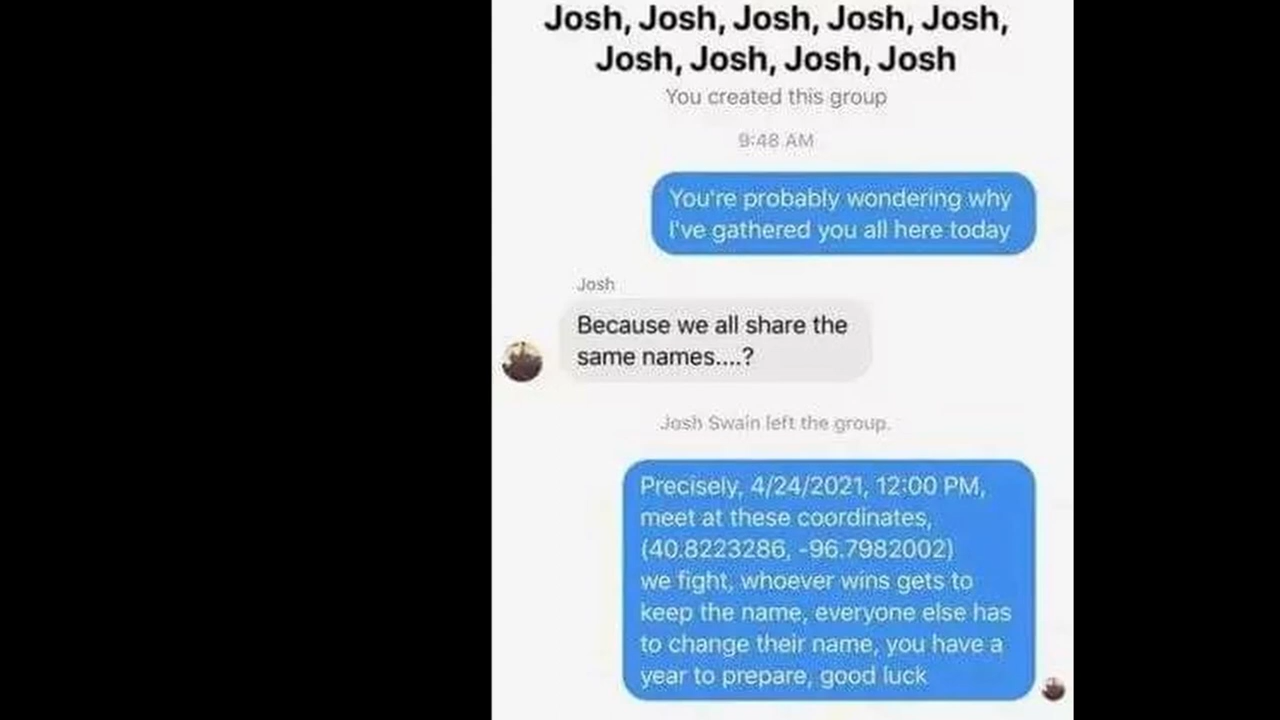 Josh, Josh, Josh, Josh, Josh,
Josh, Josh, Josh, Josh
You created this group
9:48 AM
You're probably wondering why
I've gathered you all here today
Josh
Because we all share the
same names....?
Josh Swain left the group.
Precisely, 4/24/2021, 12:00 PM,
meet at these coordinates,
(40.8223286, -96.7982002)
we fight, whoever wins gets to
keep the name, everyone else has
to change their name, you have a
year to prepare, good luck